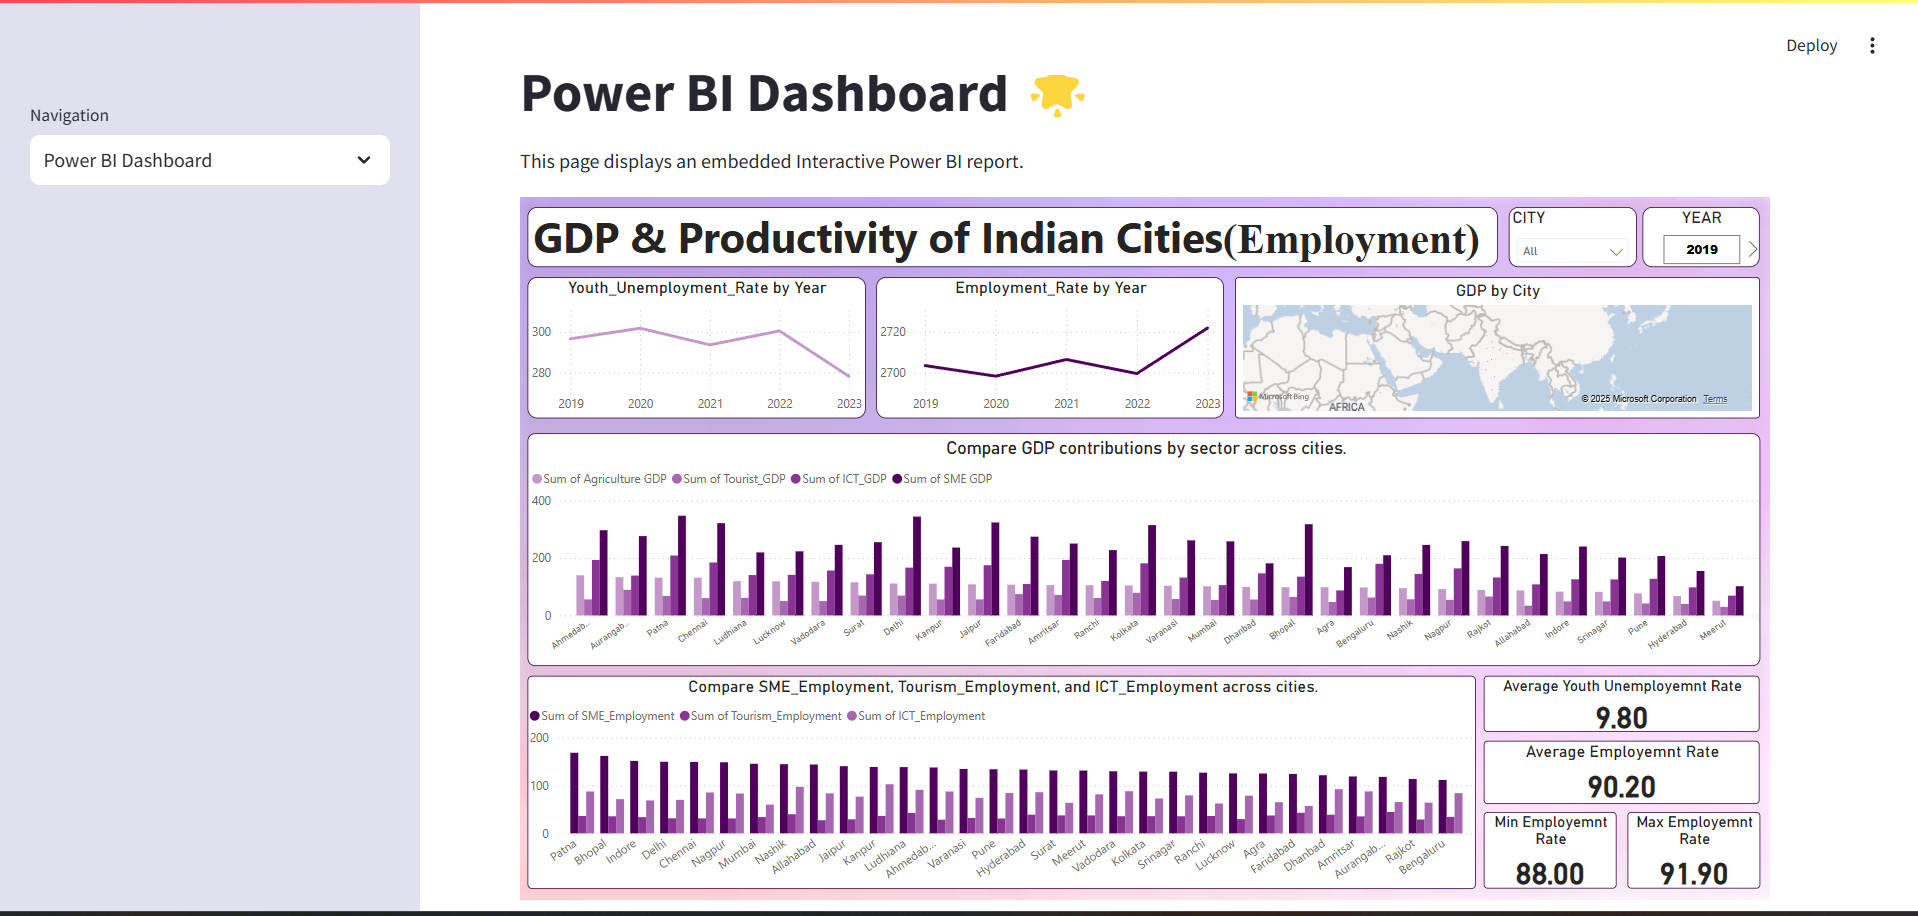 Deploy
Navigation
Power BI Dashboard
Power BI Dashboard
This page displays an embedded Interactive Power BI report.
GDP & Productivity of Indian Cities(Employment)
CITY
All
YEAR
2019
Youth_Unemployment_Rate by Year
300
280
2019 2020 2021 2022 2023
Employment_Rate by Year
2720
2700
2019 2020 2021 2022 2023
GDP by City
Microsoft Bing
AFRICA
© 2025 Microsoft Corporation Terms
Compare GDP contributions by sector across cities.
Sum of Agriculture GDP Sum of Tourist_GDP Sum of ICT_GDP Sum of SME GDP
400
200
0
Ahmedab... Aurangab... Patna Chennai Ludhiana Lucknow Vadodara Surat Delhi Kanpur Jaipur Faridabad Amritsar Ranchi Kolkata Varanasi Mumbai Dhanbad Bhopal Agra Bengaluru Nashik Nagpur Rajkot Allahabad Indore Srinagar Pune Hyderabad Meerut
Compare SME_Employment, Tourism_Employment, and ICT_Employment across cities.
Sum of SME_Employment Sum of Tourism_Employment Sum of ICT_Employment
200
100
0
Patna Bhopal Indore Delhi Chennai Nagpur Mumbai Nashik Allahabad Jaipur Kanpur Ludhiana Ahmedab... Varanasi Pune Hyderabad Surat Meerut Vadodara Kolkata Srinagar Ranchi Lucknow Agra Faridabad Dhanbad Amritsar Aurangab... Rajkot Bengaluru
Average Youth Unemployemnt Rate
9.80
Average Employemnt Rate
90.20
Min Employemnt
Rate
88.00
Max Employemnt
Rate
91.90